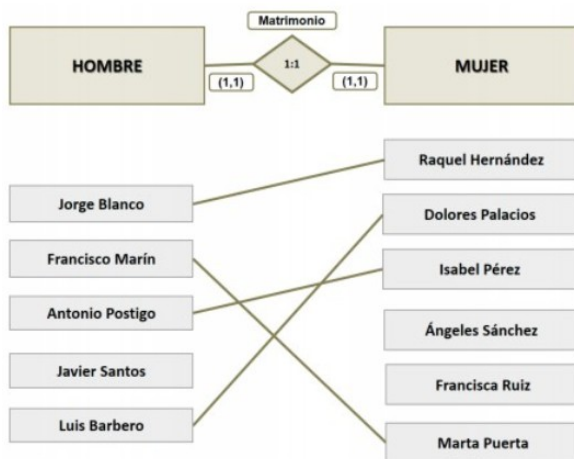 Matrimonio
HOMBRE
1:1
MUJER
(1,1)
(1,1)
Raquel Hernández
Jorge Blanco
Dolores Palacios
Francisco Marín
Isabel Pérez
Antonio Postigo
Ángeles Sánchez
Javier Santos
Francisca Ruiz
Luis Barbero
Marta Puerta